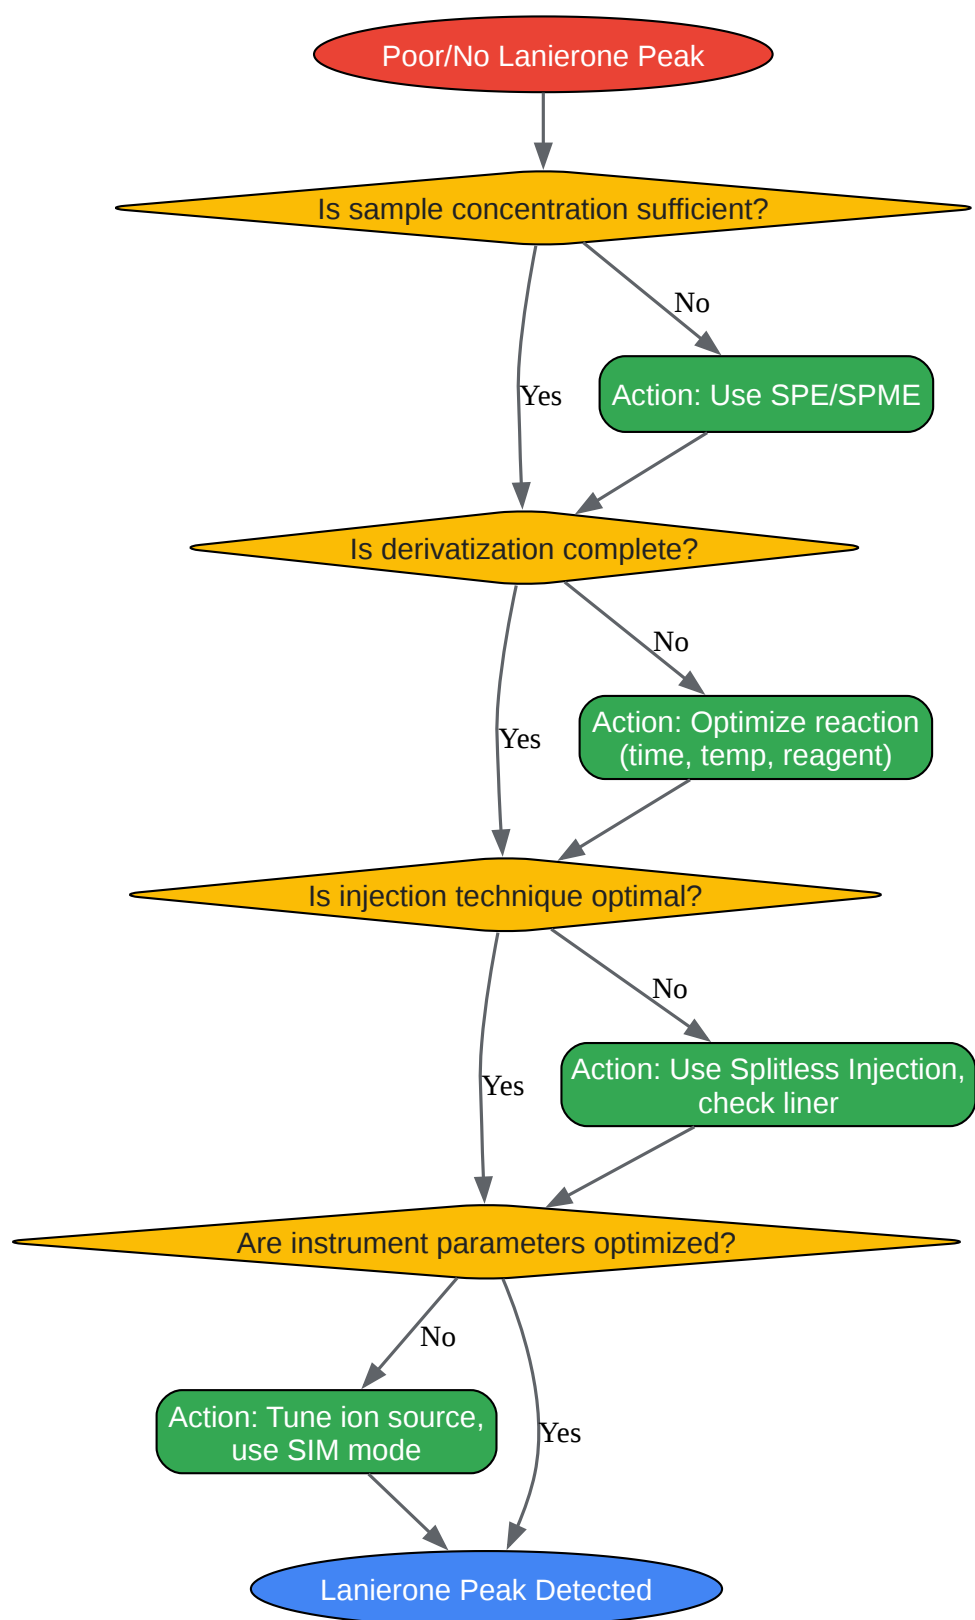 Poor/No Lanierone Peak
Is sample concentration sufficient?
No
Yes
Action: Use SPE/SPME
Is derivatization complete?
No
Yes
Action: Optimize reaction
(time, temp, reagent)
Is injection technique optimal?
No
Yes
Action: Use Splitless Injection,
check liner
Are instrument parameters optimized?
No
Action: Tune ion source,
use SIM mode
Yes
Lanierone Peak Detected